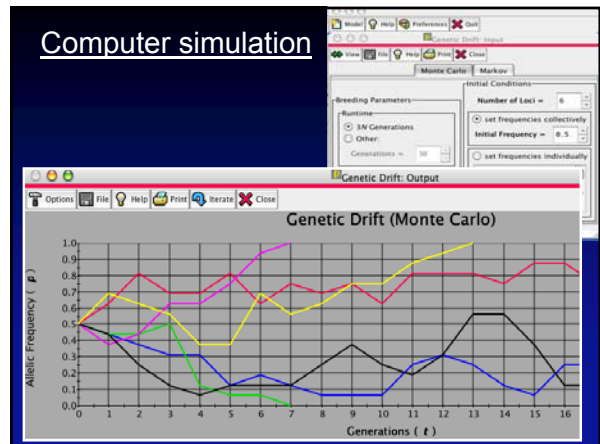 Computer simulation
Model Help Preferences Quit
Genetic Drift: Input
View File Help Print Close
Monte Carlo Markov
Breeding Parameters
Runtime
3N Generations
Other:
Generations =
Initial Conditions
Number of Loci = 6
set frequencies collectively
Initial Frequency = 0.5
set frequencies individually
Genetic Drift: Output
Options File Help Print Iterate Close
Genetic Drift (Monte Carlo)
Allelic Frequency ( p )
1.0
0.9
0.8
0.7
0.6
0.5
0.4
0.3
0.2
0.1
0.0
0 1 2 3 4 5 6 7 8 9 10 11 12 13 14 15 16
Generations ( t )